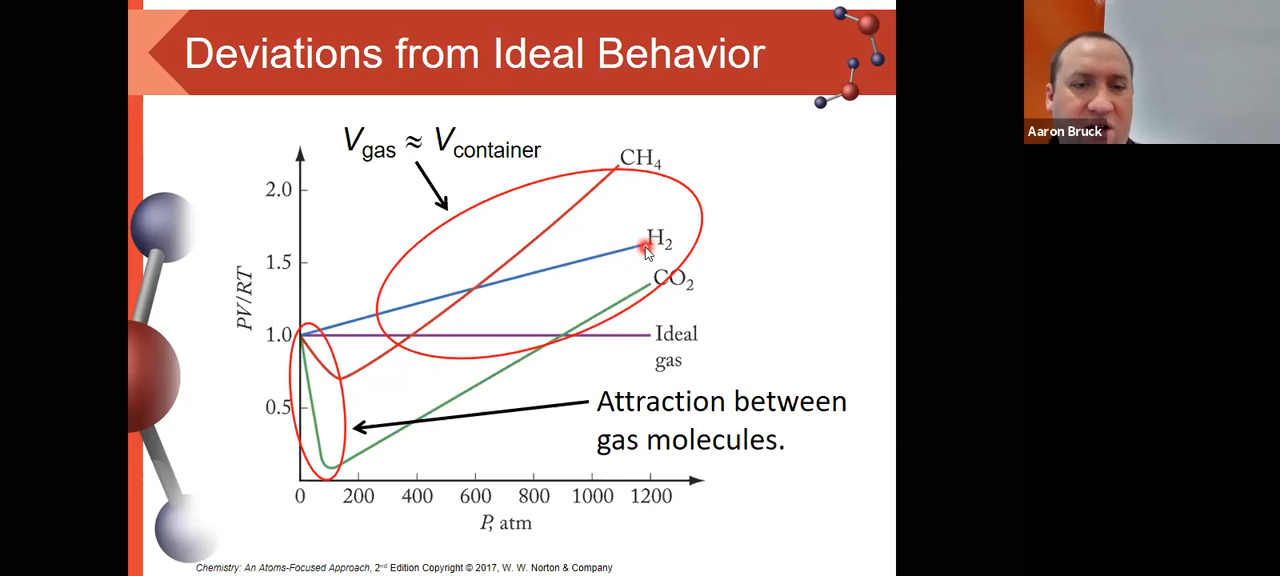 Deviations from Ideal Behavior
Aaron Bruck
Vgas ≈ Vcontainer
CH4
2.0
H2
1.5
CO2
PV/RT
1.0
Ideal
gas
0.5
Attraction between
gas molecules.
0 200 400 600 800 1000 1200
P, atm
Chemistry: An Atoms-Focused Approach, 2nd Edition Copyright © 2017, W. W. Norton & Company